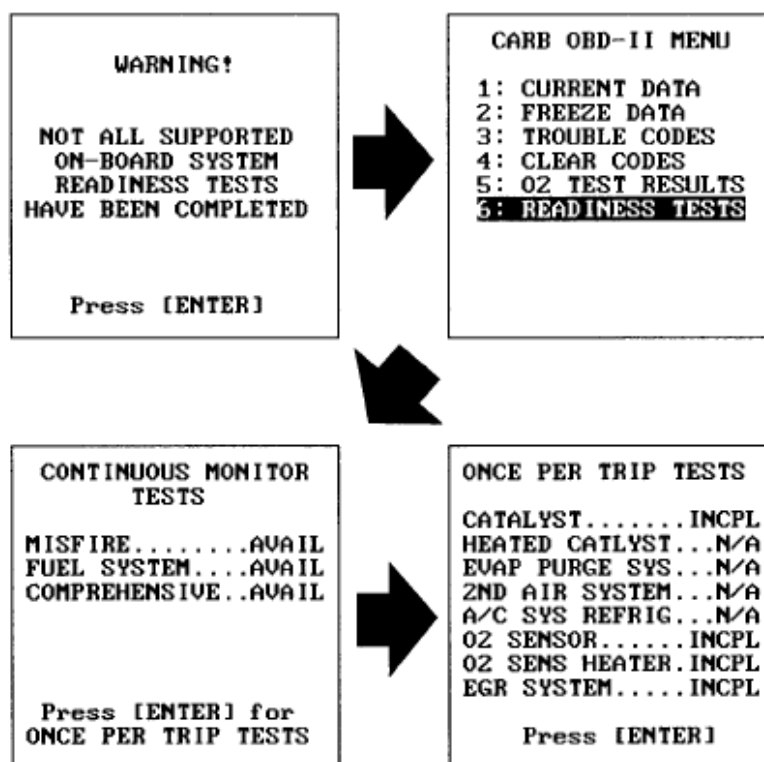 WARNING!
NOT ALL SUPPORTED
ON-BOARD SYSTEM
READINESS TESTS
HAVE BEEN COMPLETED
Press [ENTER]
CARB OBD-II MENU
1: CURRENT DATA
2: FREEZE DATA
3: TROUBLE CODES
4: CLEAR CODES
5: O2 TEST RESULTS
6: READINESS TESTS
CONTINUOUS MONITOR
TESTS
MISFIRE........AVAIL
FUEL SYSTEM....AVAIL
COMPREHENSIVE..AVAIL
Press [ENTER] for
ONCE PER TRIP TESTS
ONCE PER TRIP TESTS
CATALYST.......INCPL
HEATED CATLYST...N/A
EVAP PURGE SYS...N/A
2ND AIR SYSTEM...N/A
A/C SYS REFRIG...N/A
O2 SENSOR......INCPL
O2 SENS HEATER.INCPL
EGR SYSTEM.....INCPL
Press [ENTER]